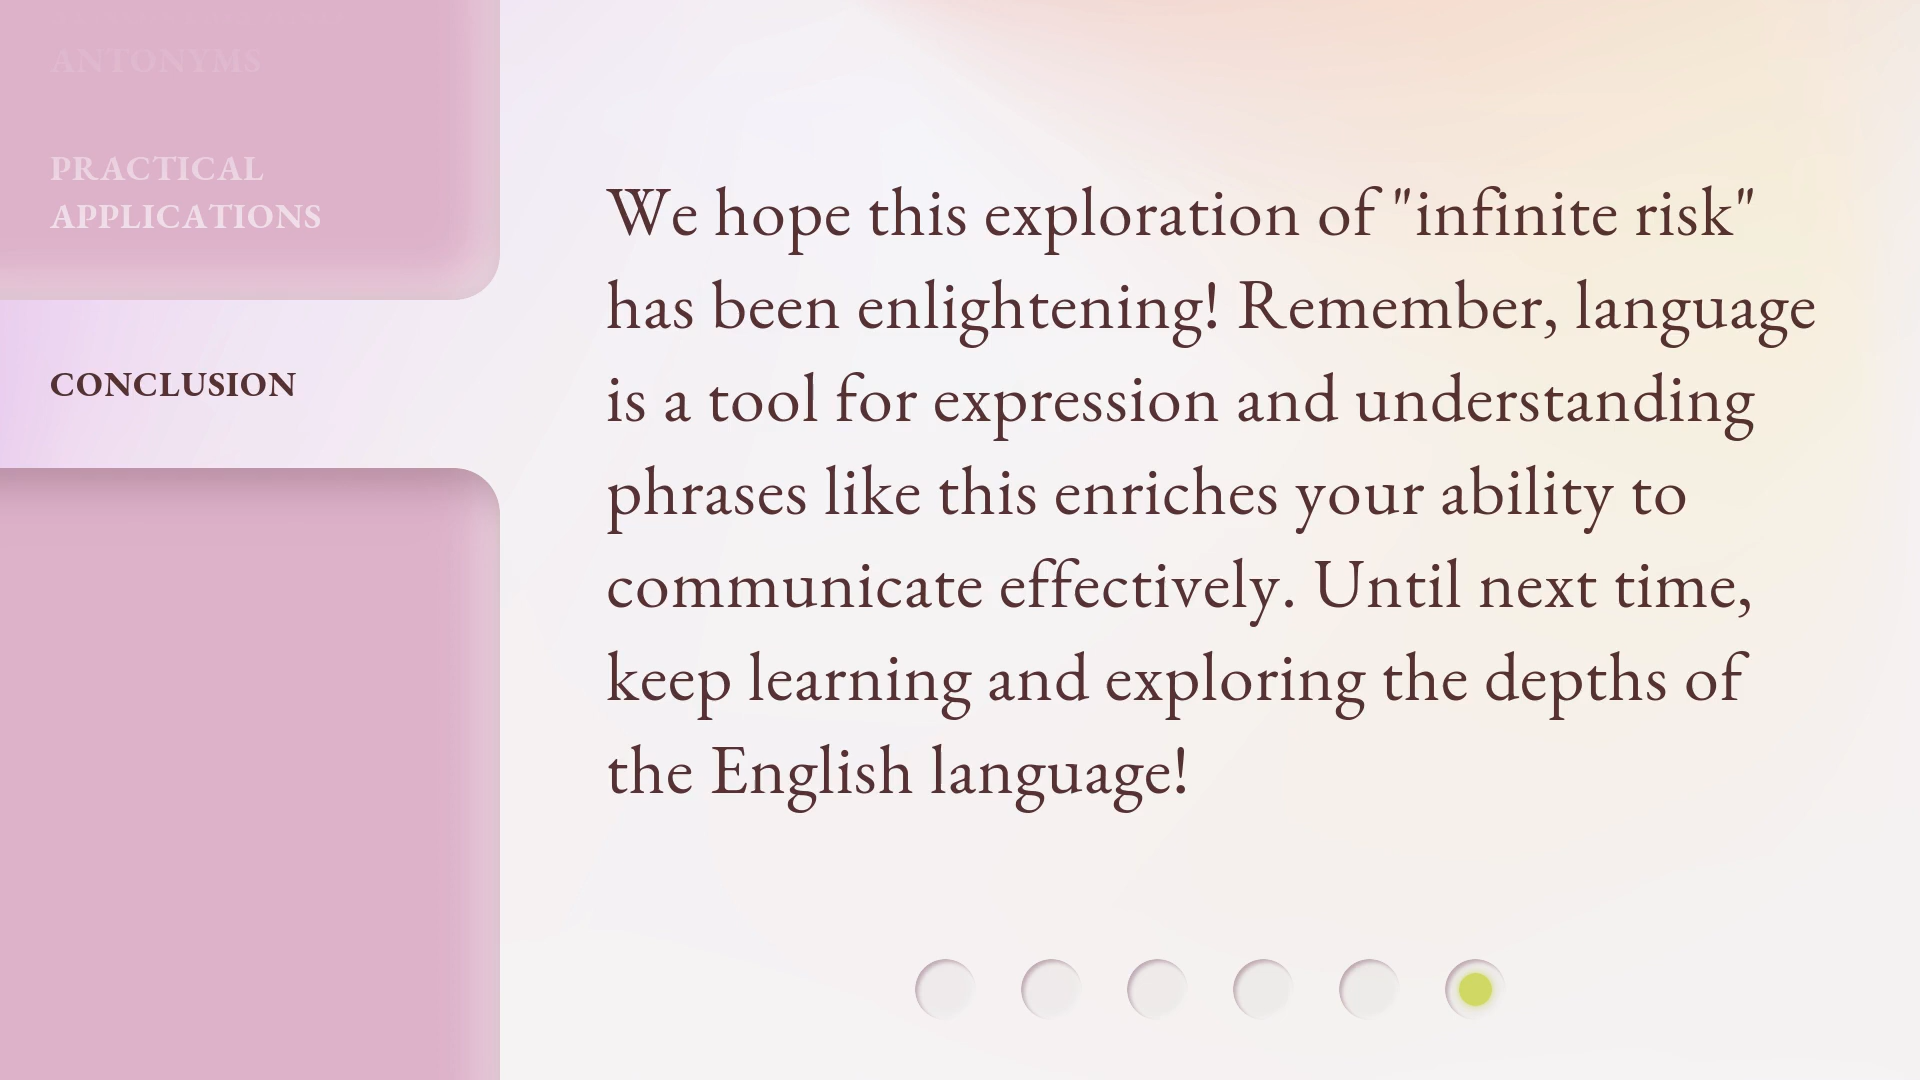 ANTONYMS
PRACTICAL
APPLICATIONS
CONCLUSION
We hope this exploration of "infinite risk"
has been enlightening! Remember, language
is a tool for expression and understanding
phrases like this enriches your ability to
communicate effectively. Until next time,
keep learning and exploring the depths of
the English language!